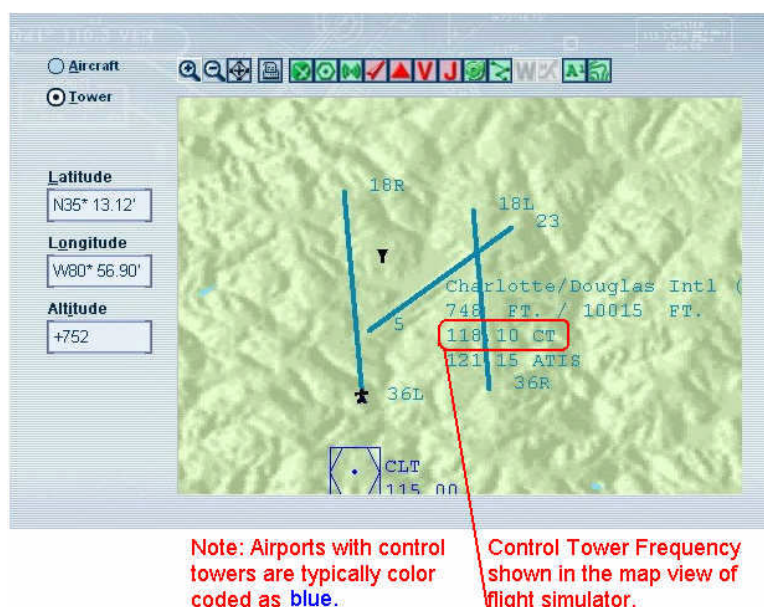 Aircraft
Tower
Latitude
N35* 13.12'
Longitude
W80* 56.90'
Altitude
+752
V J W A
18R
18L
23
Charlotte/Douglas Intl (
748 FT. / 10015 FT.
5
118.10 CT
121.15 ATIS
36L
36R
CLT
115.00
Note: Airports with control
towers are typically color
coded as blue.
Control Tower Frequency
shown in the map view of
flight simulator.